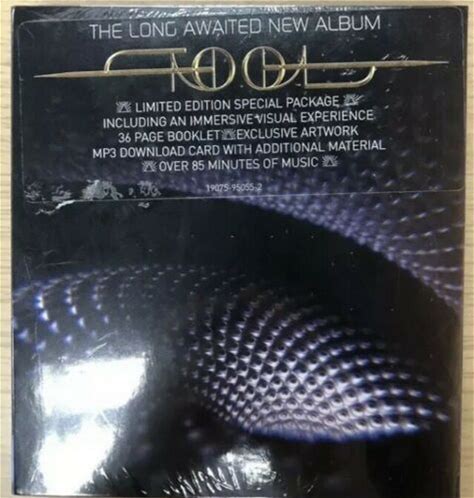 THE LONG AWAITED NEW ALBUM
TOOL
LIMITED EDITION SPECIAL PACKAGE
INCLUDING AN IMMERSIVE VISUAL EXPERIENCE
36 PAGE BOOKLET EXCLUSIVE ARTWORK
MP3 DOWNLOAD CARD WITH ADDITIONAL MATERIAL
OVER 85 MINUTES OF MUSIC
19075-95055-2